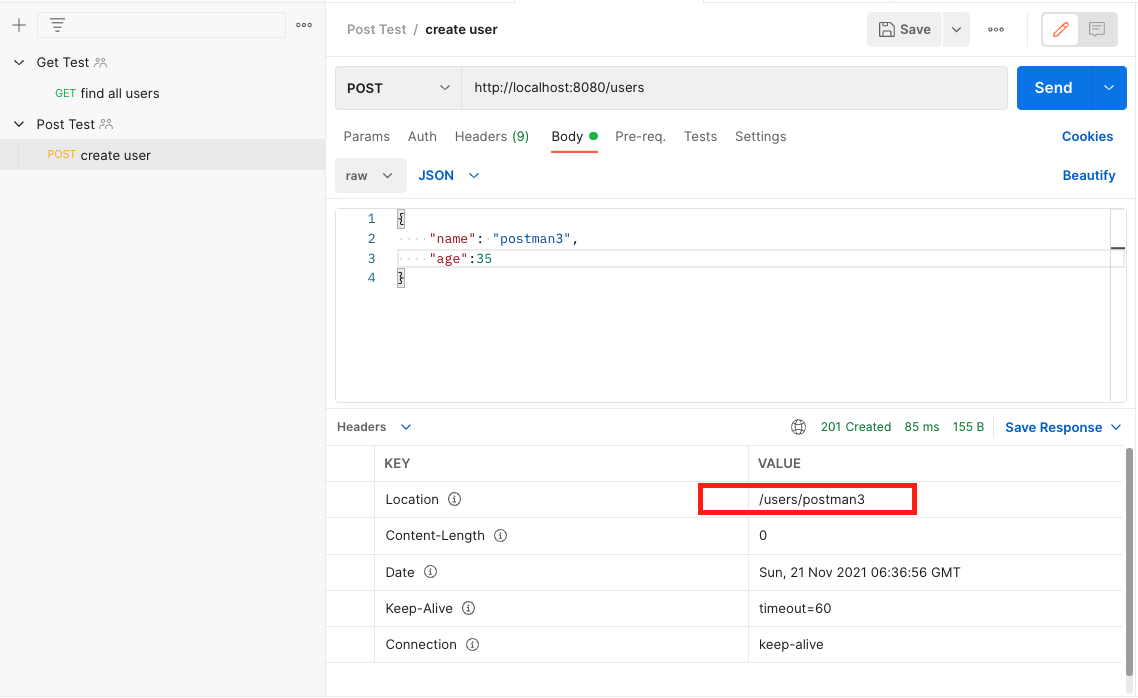 Get Test
GET find all users
Post Test
POST create user
Post Test / create user
Save
POST
http://localhost:8080/users
Send
Params Auth Headers (9) Body Pre-req. Tests Settings
Cookies
raw JSON
Beautify
1 {
2 "name": "postman3",
3 "age":35
4 }
Headers
201 Created 85 ms 155 B
Save Response
KEY VALUE
Location /users/postman3
Content-Length 0
Date Sun, 21 Nov 2021 06:36:56 GMT
Keep-Alive timeout=60
Connection keep-alive